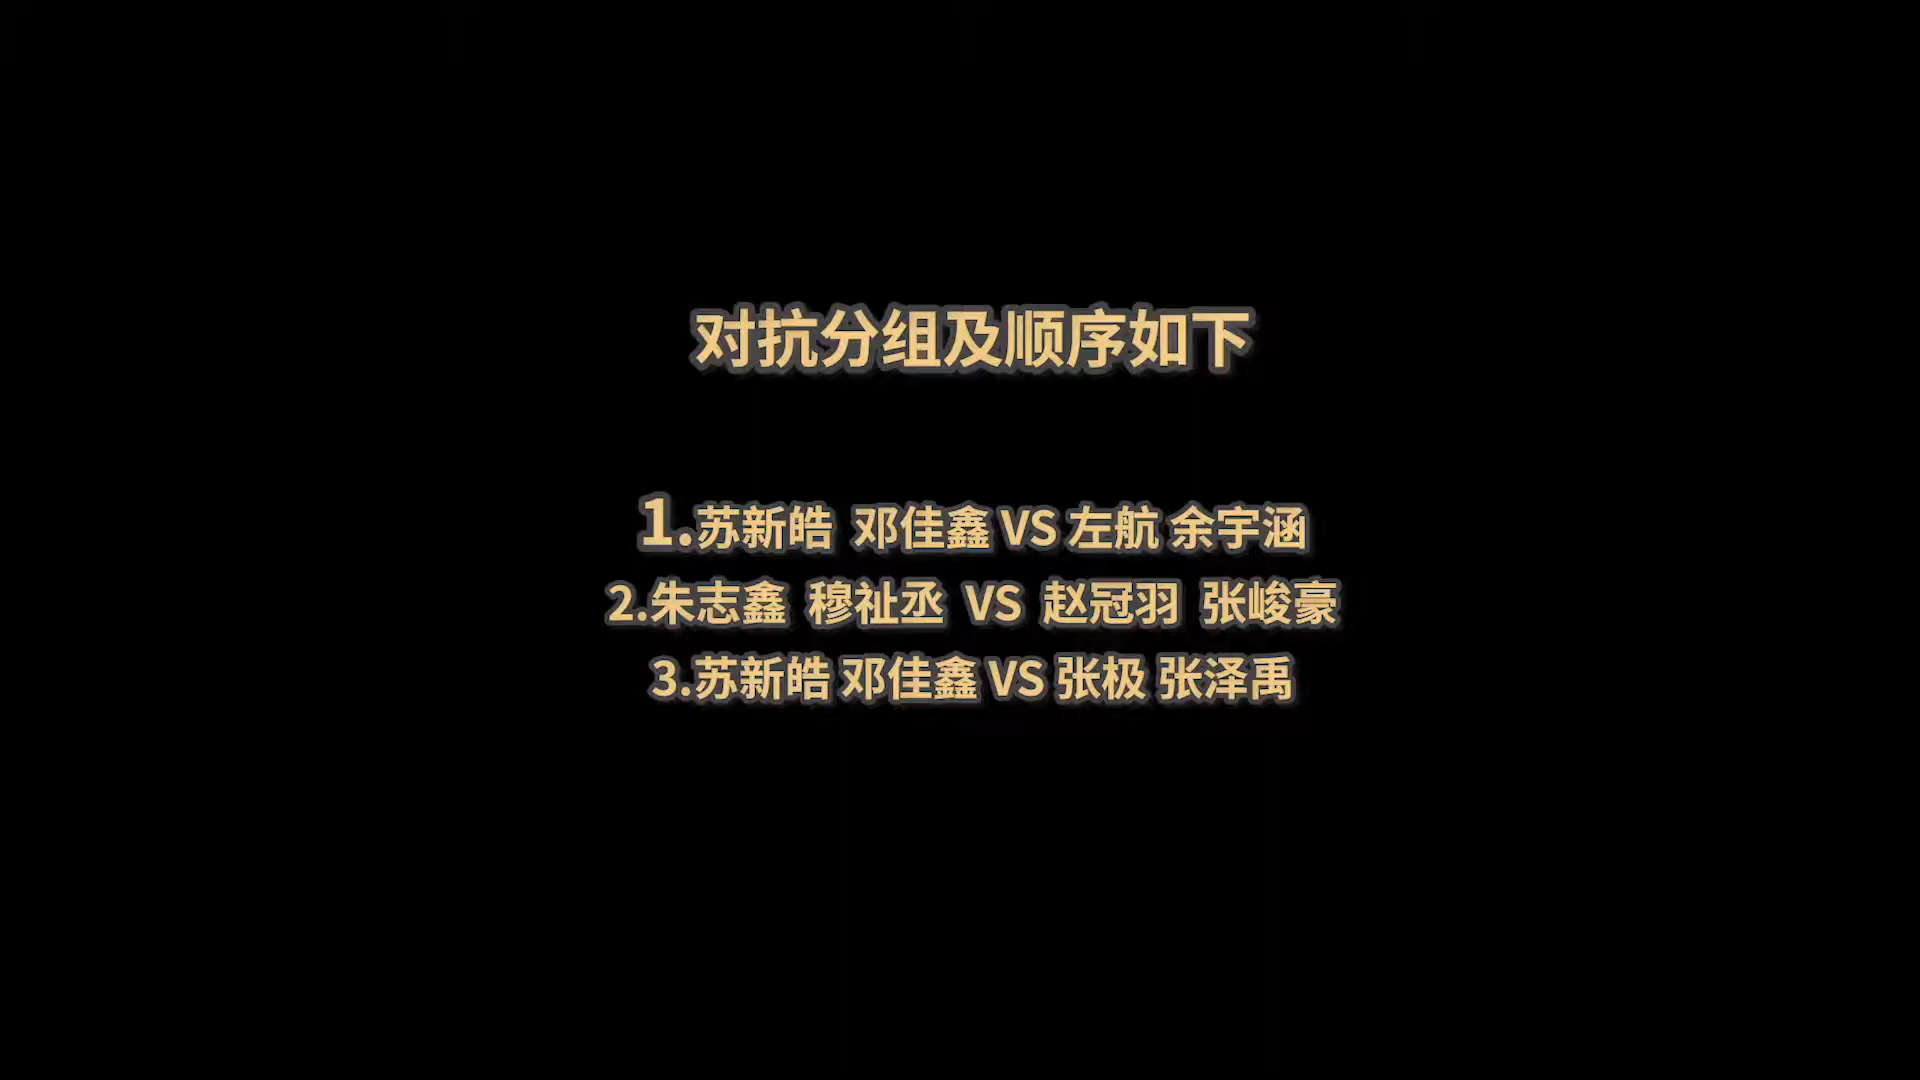 对抗分组及顺序如下
1.苏新皓 邓佳鑫 VS 左航 余宇涵
2.朱志鑫 穆祉丞 VS 赵冠羽 张峻豪
3.苏新皓 邓佳鑫 VS 张极 张泽禹